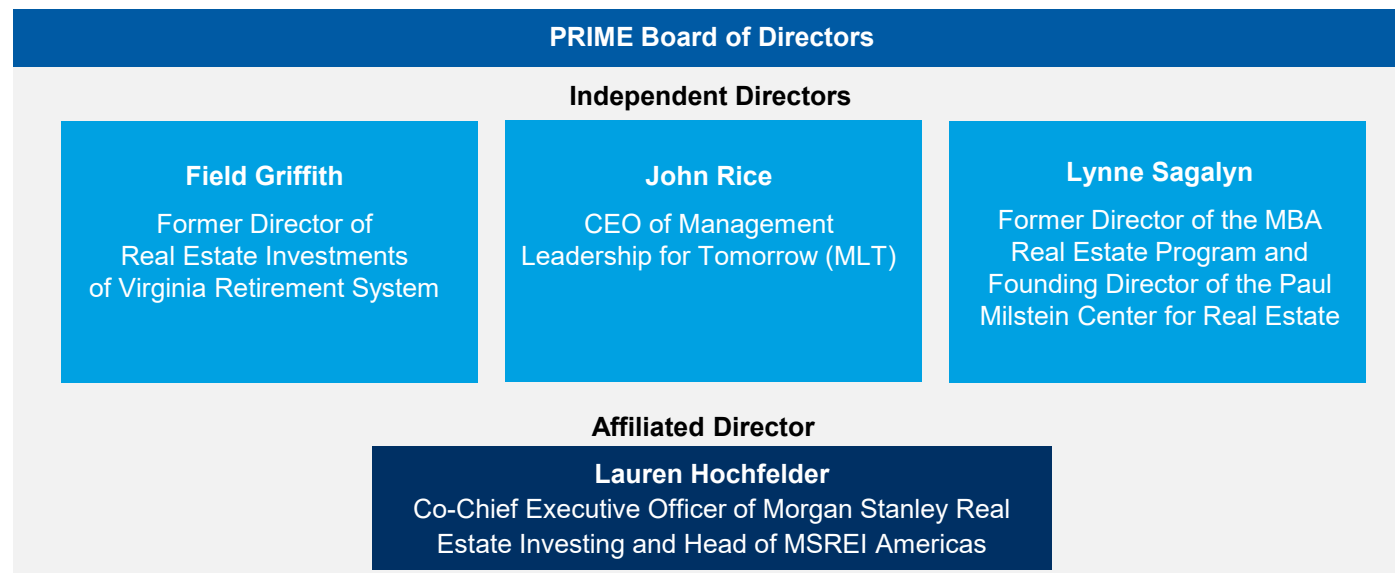 PRIME Board of Directors
Independent Directors
Field Griffith
Former Director of
Real Estate Investments
of Virginia Retirement System
John Rice
CEO of Management
Leadership for Tomorrow (MLT)
Lynne Sagalyn
Former Director of the MBA
Real Estate Program and
Founding Director of the Paul
Milstein Center for Real Estate
Affiliated Director
Lauren Hochfelder
Co-Chief Executive Officer of Morgan Stanley Real
Estate Investing and Head of MSREI Americas